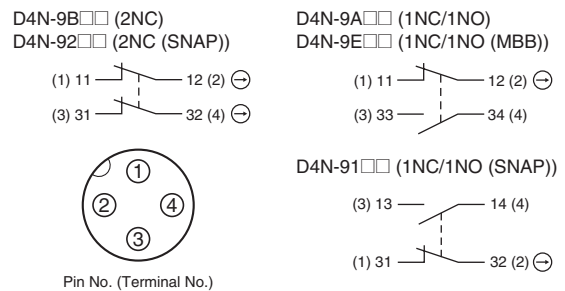 D4N-9B□□ (2NC)
D4N-92□□ (2NC (SNAP))
(1) 11 12 (2)
(3) 31 32 (4)
1
2 4
3
Pin No. (Terminal No.)
D4N-9A□□ (1NC/1NO)
D4N-9E□□ (1NC/1NO (MBB))
(1) 11 12 (2)
(3) 33 34 (4)
D4N-91□□ (1NC/1NO (SNAP))
(3) 13 14 (4)
(1) 31 32 (2)